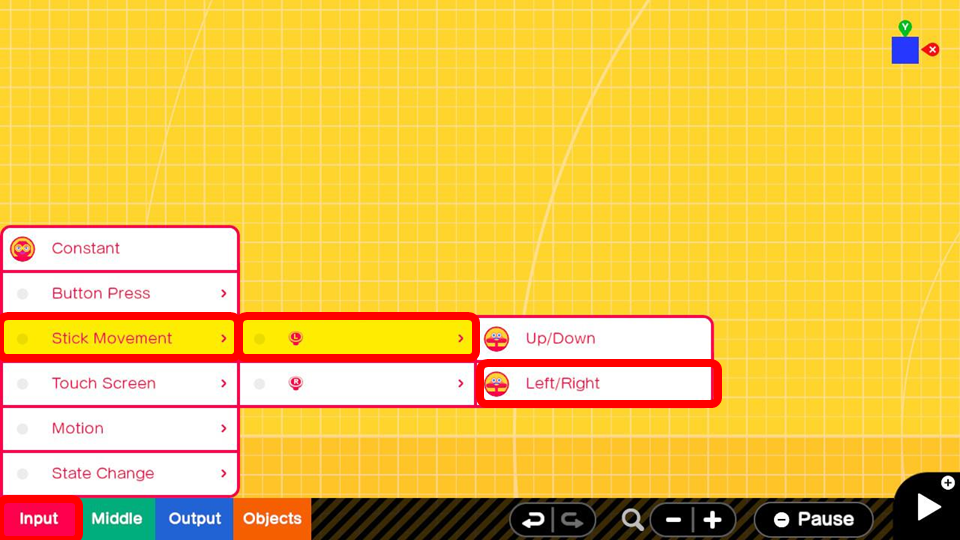 Y
X
Constant
Button Press
Stick Movement
L
Up/Down
Touch Screen
R
Left/Right
Motion
State Change
Input
Middle
Output
Objects
Pause